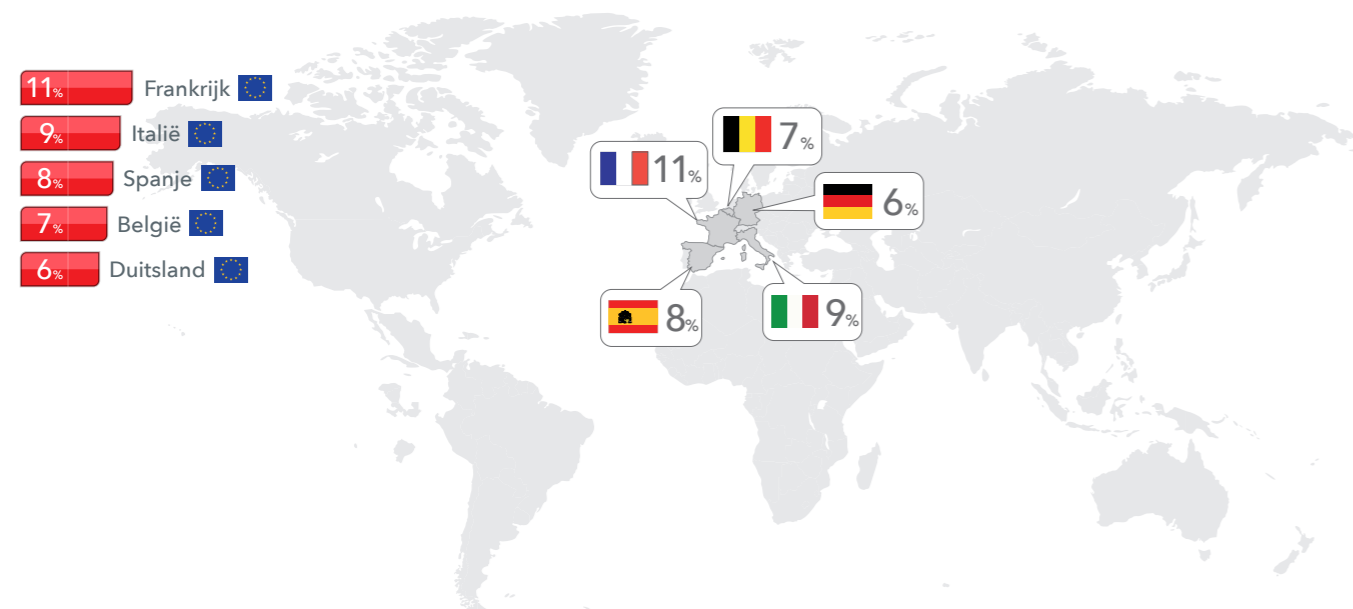 11% Frankrijk
9% Italië
8% Spanje
7% België
6% Duitsland
7%
11%
6%
8%
9%